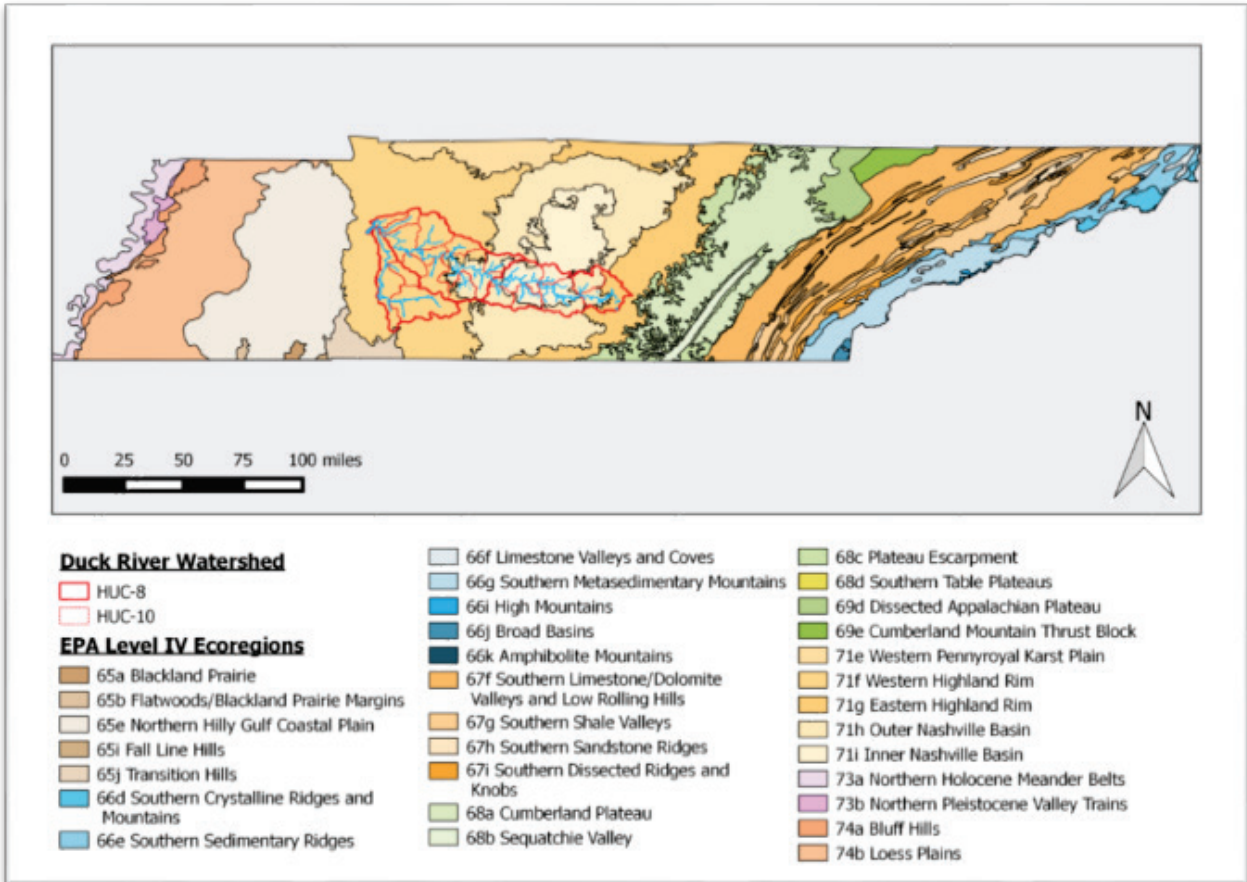 N
0 25 50 75 100 miles
Duck River Watershed
HUC-8
HUC-10
EPA Level IV Ecoregions
65a Blackland Prairie
65b Flatwoods/Blackland Prairie Margins
65e Northern Hilly Gulf Coastal Plain
65i Fall Line Hills
65j Transition Hills
66d Southern Crystalline Ridges and
Mountains
66e Southern Sedimentary Ridges
66f Limestone Valleys and Coves
66g Southern Metasedimentary Mountains
66i High Mountains
66j Broad Basins
66k Amphibolite Mountains
67f Southern Limestone/Dolomite
Valleys and Low Rolling Hills
67g Southern Shale Valleys
67h Southern Sandstone Ridges
67i Southern Dissected Ridges and
Knobs
68a Cumberland Plateau
68b Sequatchie Valley
68c Plateau Escarpment
68d Southern Table Plateaus
69d Dissected Appalachian Plateau
69e Cumberland Mountain Thrust Block
71e Western Pennyroyal Karst Plain
71f Western Highland Rim
71g Eastern Highland Rim
71h Outer Nashville Basin
71i Inner Nashville Basin
73a Northern Holocene Meander Belts
73b Northern Pleistocene Valley Trains
74a Bluff Hills
74b Loess Plains